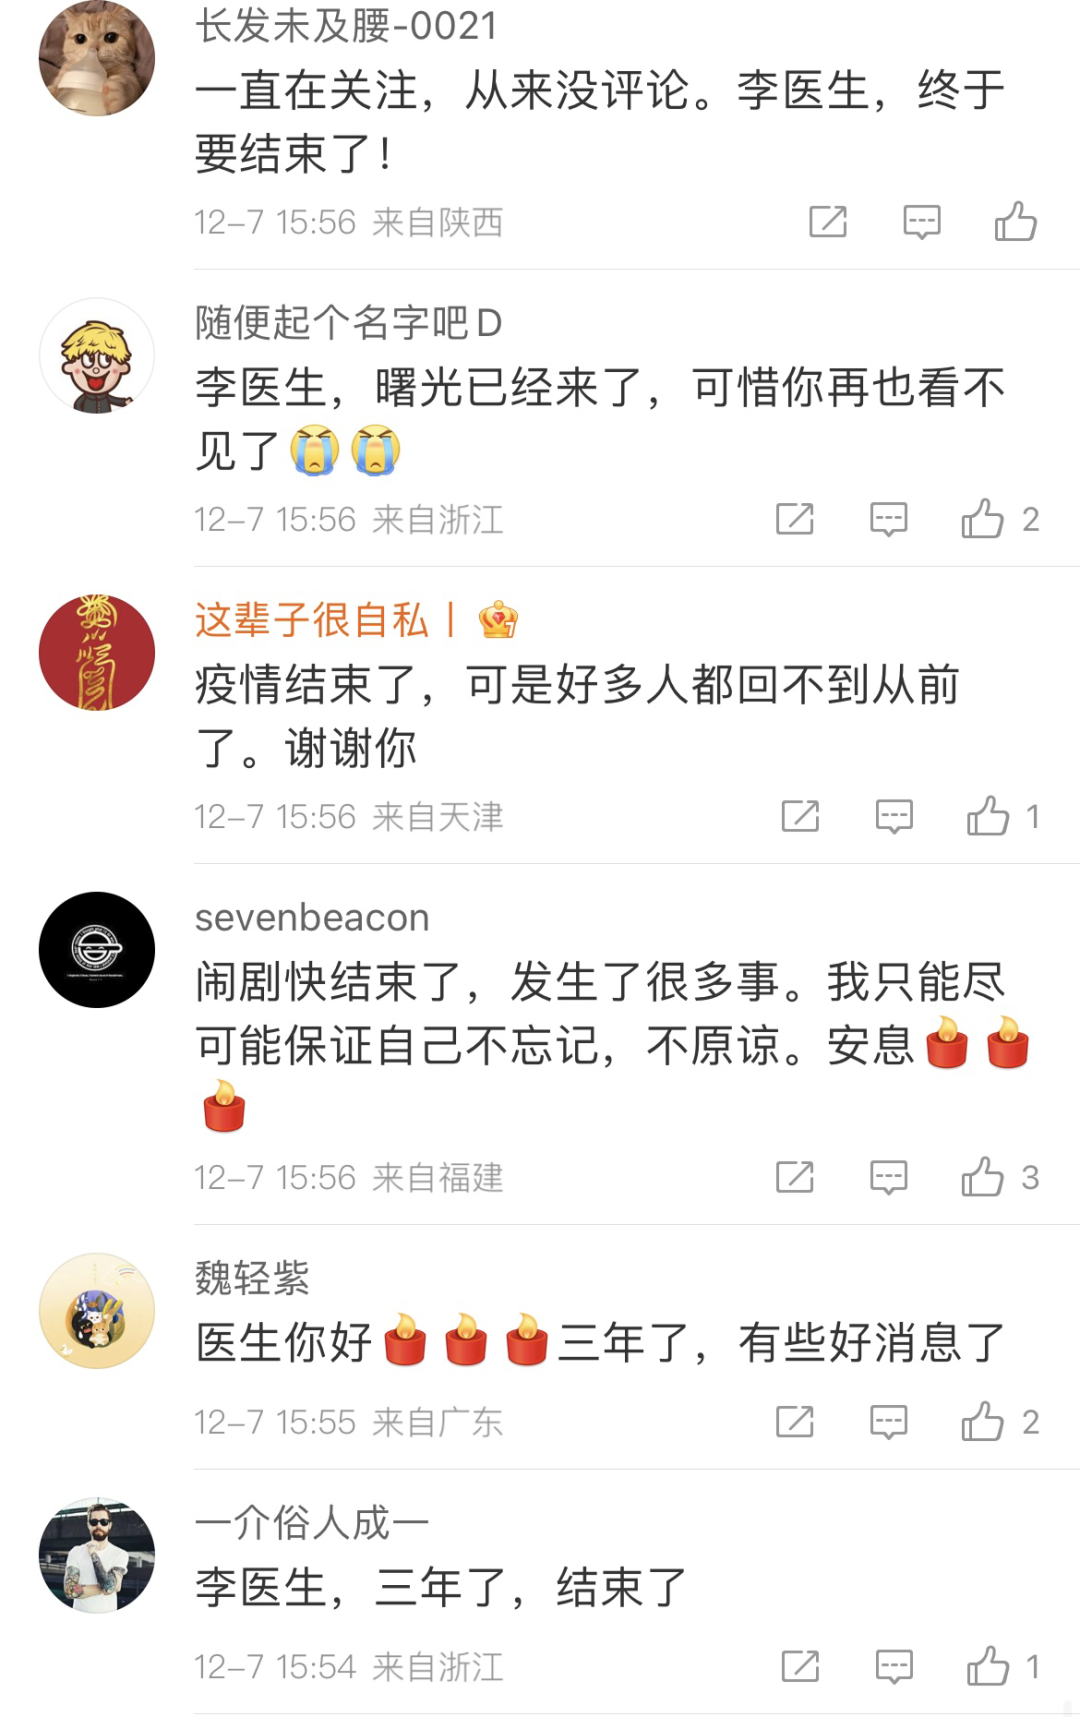 长发未及腰-0021
一直在关注，从来没评论。李医生，终于
要结束了！
12-7 15:56 来自陕西
随便起个名字吧D
李医生，曙光已经来了，可惜你再也看不
见了😭😭
12-7 15:56 来自浙江
2
这辈子很自私丨
疫情结束了，可是好多人都回不到从前
了。谢谢你
12-7 15:56 来自天津
1
sevenbeacon
闹剧快结束了，发生了很多事。我只能尽
可能保证自己不忘记，不原谅。安息🕯️🕯️
🕯️
12-7 15:56 来自福建
3
魏轻紫
医生你好🕯️🕯️🕯️三年了，有些好消息了
12-7 15:55 来自广东
2
一介俗人成一
李医生，三年了，结束了
12-7 15:54 来自浙江
1